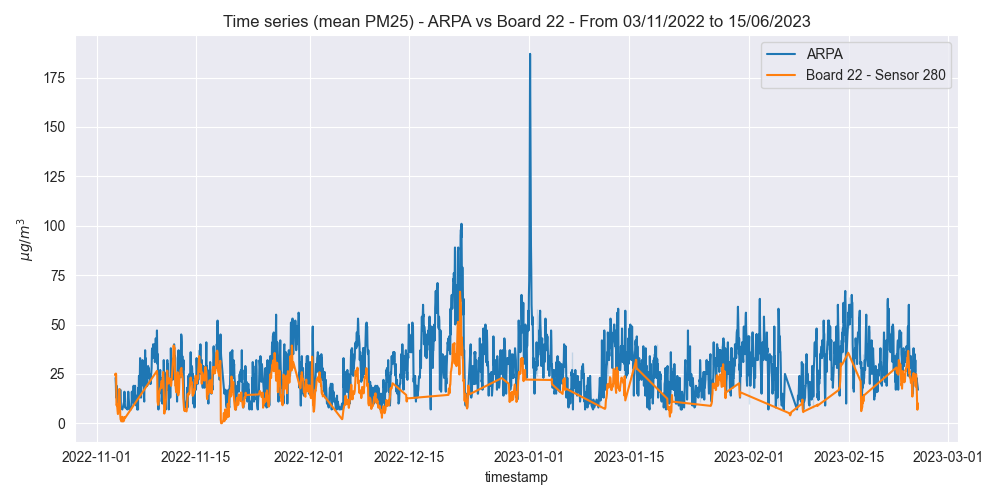 Time series (mean PM25) - ARPA vs Board 22 - From 03/11/2022 to 15/06/2023
ARPA
Board 22 - Sensor 280
175
150
125
100
75
50
25
0
μg/m³
2022-11-01 2022-11-15 2022-12-01 2022-12-15 2023-01-01 2023-01-15 2023-02-01 2023-02-15 2023-03-01
timestamp